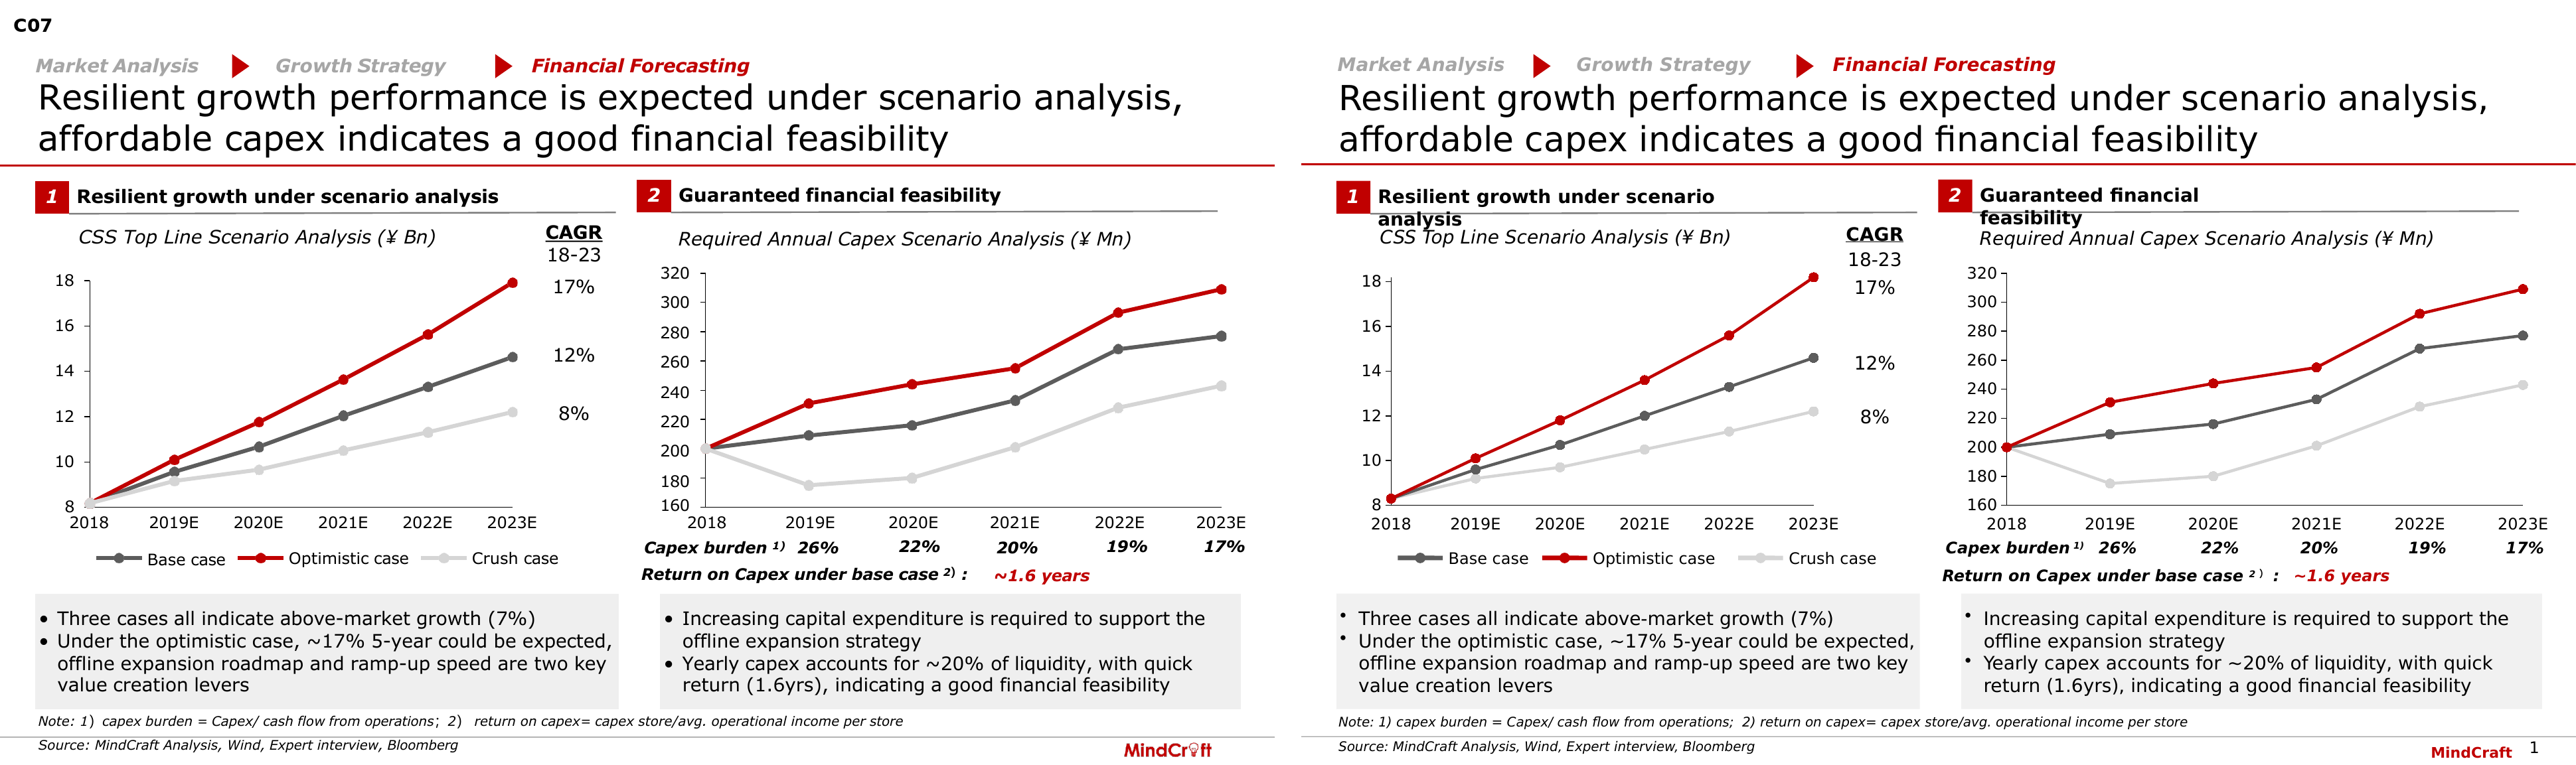 C07
Market Analysis Growth Strategy Financial Forecasting
Resilient growth performance is expected under scenario analysis,
affordable capex indicates a good financial feasibility
1 Resilient growth under scenario analysis
CSS Top Line Scenario Analysis (¥ Bn)
CAGR
18-23
18
16
14
12
10
8
17%
12%
8%
2018 2019E 2020E 2021E 2022E 2023E
Base case Optimistic case Crush case
• Three cases all indicate above-market growth (7%)
• Under the optimistic case, ~17% 5-year could be expected,
offline expansion roadmap and ramp-up speed are two key
value creation levers
2 Guaranteed financial feasibility
Required Annual Capex Scenario Analysis (¥ Mn)
320
300
280
260
240
220
200
180
160
2018 2019E 2020E 2021E 2022E 2023E
Capex burden 1) 26% 22% 20% 19% 17%
Return on Capex under base case 2) : ~1.6 years
• Increasing capital expenditure is required to support the
offline expansion strategy
• Yearly capex accounts for ~20% of liquidity, with quick
return (1.6yrs), indicating a good financial feasibility
Note: 1) capex burden = Capex/ cash flow from operations; 2) return on capex= capex store/avg. operational income per store
Source: MindCraft Analysis, Wind, Expert interview, Bloomberg
MindCraft
Market Analysis Growth Strategy Financial Forecasting
Resilient growth performance is expected under scenario analysis,
affordable capex indicates a good financial feasibility
1 Resilient growth under scenario
analysis
CSS Top Line Scenario Analysis (¥ Bn)
CAGR
18-23
18
16
14
12
10
8
17%
12%
8%
2018 2019E 2020E 2021E 2022E 2023E
Base case Optimistic case Crush case
• Three cases all indicate above-market growth (7%)
• Under the optimistic case, ~17% 5-year could be expected,
offline expansion roadmap and ramp-up speed are two key
value creation levers
2 Guaranteed financial
feasibility
Required Annual Capex Scenario Analysis (¥ Mn)
320
300
280
260
240
220
200
180
160
2018 2019E 2020E 2021E 2022E 2023E
Capex burden 1) 26% 22% 20% 19% 17%
Return on Capex under base case 2) : ~1.6 years
• Increasing capital expenditure is required to support the
offline expansion strategy
• Yearly capex accounts for ~20% of liquidity, with quick
return (1.6yrs), indicating a good financial feasibility
Note: 1) capex burden = Capex/ cash flow from operations; 2) return on capex= capex store/avg. operational income per store
Source: MindCraft Analysis, Wind, Expert interview, Bloomberg
MindCraft 1